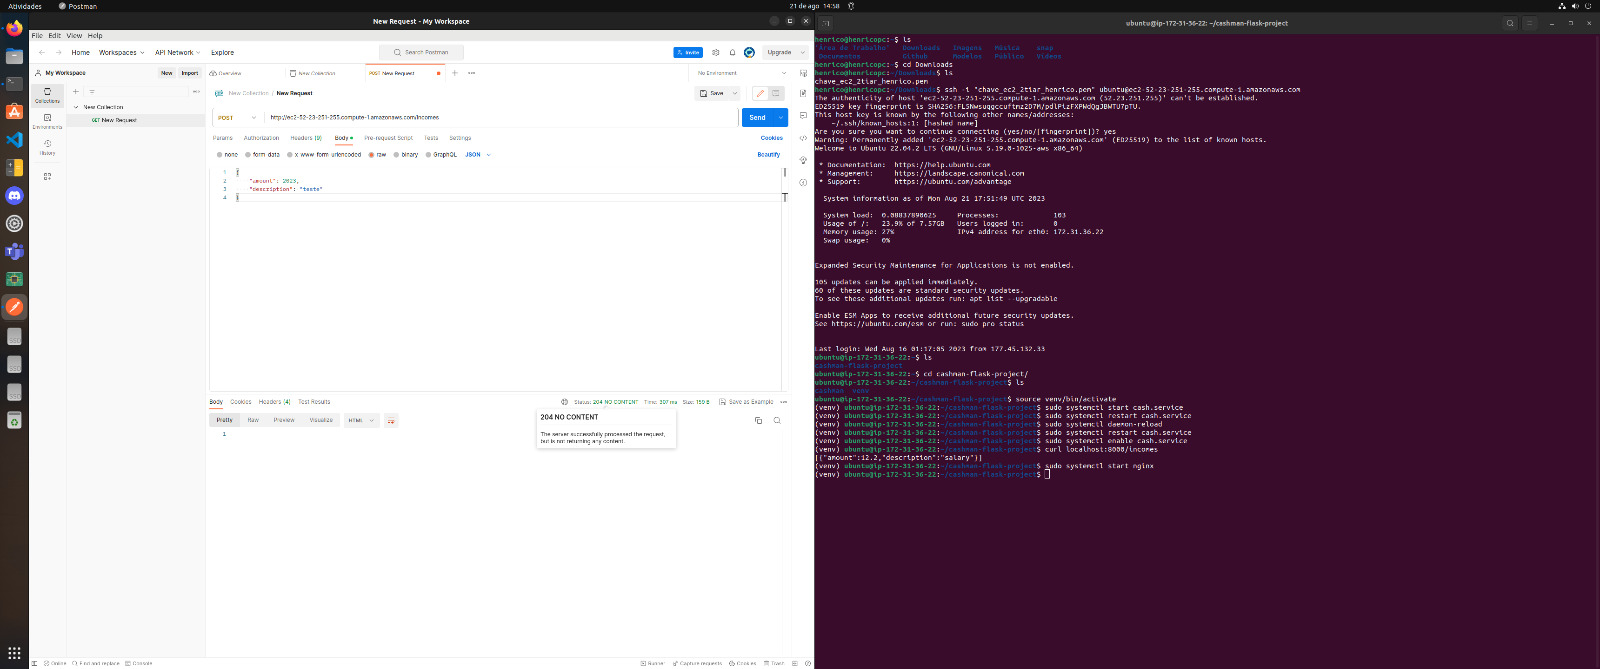 Atividades
Postman
21 de ago 14:58
New Request - My Workspace
File Edit View Help
Home Workspaces API Network Explore
Search Postman
Invite
Upgrade
My Workspace
New Import
Overview
New Collection
POST New Request
No Environment
Collections
Environments
History
New Collection
GET New Request
New Collection / New Request
Save
POST
http://ec2-52-23-251-255.compute-1.amazonaws.com/incomes
Send
Params Authorization Headers (9) Body Pre-request Script Tests Settings
Cookies
none form-data x-www-form-urlencoded raw binary GraphQL JSON
Beautify
1 {
2 "amount": 2023,
3 "description": "teste"
4 }
Body Cookies Headers (4) Test Results
Status: 204 NO CONTENT Time: 307 ms Size: 159 B Save as Example
Pretty Raw Preview Visualize HTML
204 NO CONTENT
The server successfully processed the request,
but is not returning any content.
1
Online Find and replace Console
Runner Capture requests Cookies Trash
ubuntu@ip-172-31-36-22: ~/cashman-flask-project
henrico@henricopc:~$ ls
'Área de Trabalho' Downloads Imagens Música snap
Documentos Github Modelos Público Vídeos
henrico@henricopc:~$ cd Downloads
henrico@henricopc:~/Downloads$ ls
chave_ec2_2tiar_henrico.pem
henrico@henricopc:~/Downloads$ ssh -i "chave_ec2_2tiar_henrico.pem" ubuntu@ec2-52-23-251-255.compute-1.amazonaws.com
The authenticity of host 'ec2-52-23-251-255.compute-1.amazonaws.com (52.23.251.255)' can't be established.
This host key is known by the following other names/addresses:
~/.ssh/known_hosts:1: [hashed name]
Are you sure you want to continue connecting (yes/no/[fingerprint])? yes
Warning: Permanently added 'ec2-52-23-251-255.compute-1.amazonaws.com' (ED25519) to the list of known hosts.
Welcome to Ubuntu 22.04.2 LTS (GNU/Linux 5.19.0-1025-aws x86_64)
* Documentation: https://help.ubuntu.com
* Management: https://landscape.canonical.com
* Support: https://ubuntu.com/advantage
System information as of Mon Aug 21 17:51:49 UTC 2023
System load: 0.08837890625 Processes: 103
Usage of /: 23.9% of 7.57GB Users logged in: 0
Memory usage: 27% IPv4 address for eth0: 172.31.36.22
Swap usage: 0%
Expanded Security Maintenance for Applications is not enabled.
105 updates can be applied immediately.
60 of these updates are standard security updates.
To see these additional updates run: apt list --upgradable
Enable ESM Apps to receive additional future security updates.
See https://ubuntu.com/esm or run: sudo pro status
Last login: Wed Aug 16 01:17:05 2023 from 177.45.132.33
ubuntu@ip-172-31-36-22:~$ ls
cashman-flask-project
ubuntu@ip-172-31-36-22:~$ cd cashman-flask-project/
ubuntu@ip-172-31-36-22:~/cashman-flask-project$ ls
cashman venv
ubuntu@ip-172-31-36-22:~/cashman-flask-project$ source venv/bin/activate
(venv) ubuntu@ip-172-31-36-22:~/cashman-flask-project$ sudo systemctl start cash.service
(venv) ubuntu@ip-172-31-36-22:~/cashman-flask-project$ sudo systemctl restart cash.service
(venv) ubuntu@ip-172-31-36-22:~/cashman-flask-project$ sudo systemctl daemon-reload
(venv) ubuntu@ip-172-31-36-22:~/cashman-flask-project$ sudo systemctl restart cash.service
(venv) ubuntu@ip-172-31-36-22:~/cashman-flask-project$ sudo systemctl enable cash.service
(venv) ubuntu@ip-172-31-36-22:~/cashman-flask-project$ curl localhost:8000/incomes
[{"amount":12.2,"description":"salary"}]
(venv) ubuntu@ip-172-31-36-22:~/cashman-flask-project$ sudo systemctl start nginx
(venv) ubuntu@ip-172-31-36-22:~/cashman-flask-project$